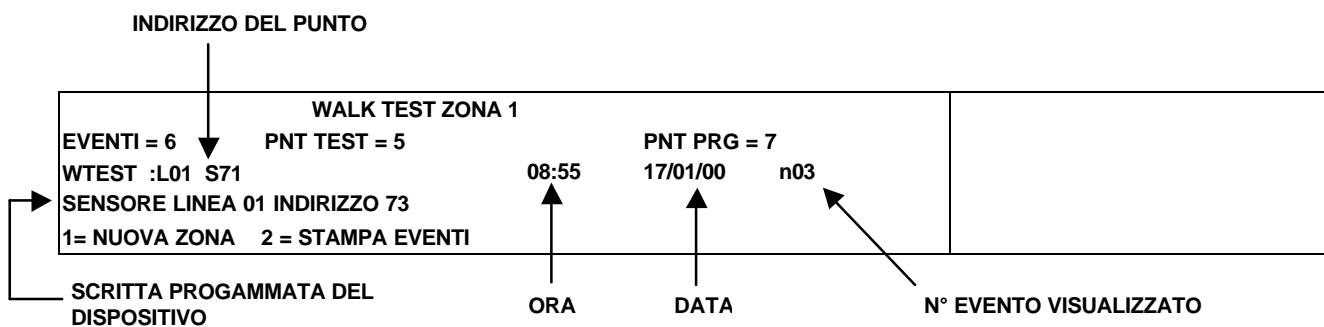 INDIRIZZO DEL PUNTO
WALK TEST ZONA 1
EVENTI = 6 PNT TEST = 5 PNT PRG = 7
WTEST :L01 S71 08:55 17/01/00 n03
SENSORE LINEA 01 INDIRIZZO 73
1= NUOVA ZONA 2 = STAMPA EVENTI
SCRITTA PROGAMMATA DEL
DISPOSITIVO
ORA
DATA
N° EVENTO VISUALIZZATO